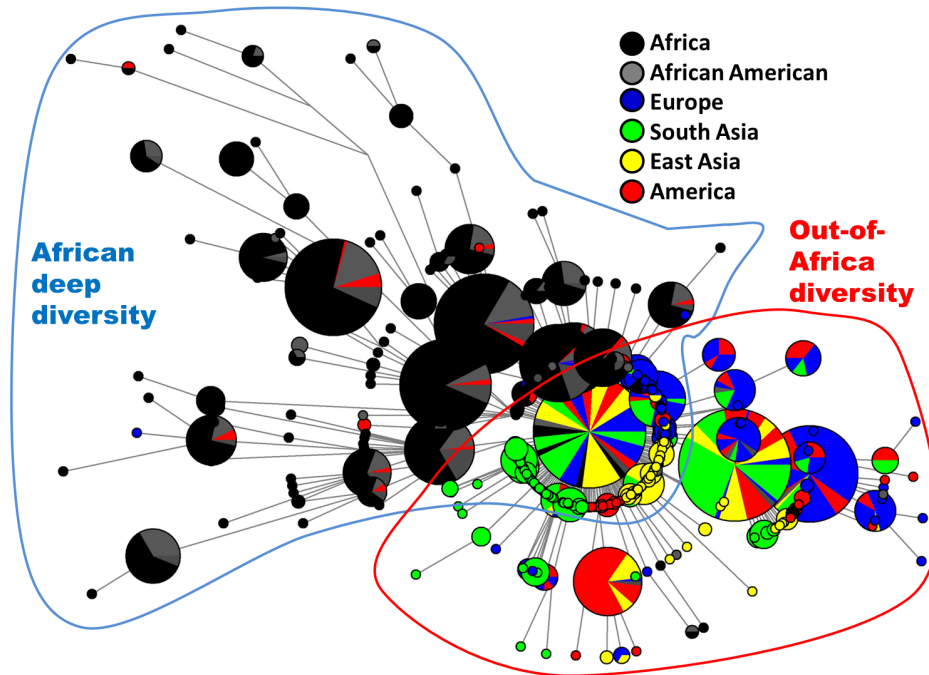 Africa
African American
Europe
South Asia
East Asia
America
African
deep
diversity
Out-of-
Africa
diversity